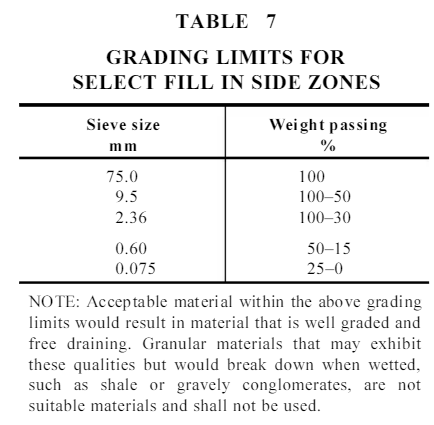 TABLE 7
GRADING LIMITS FOR
SELECT FILL IN SIDE ZONES
Sieve size Weight passing
mm %
75.0 100
9.5 100–50
2.36 100–30
0.60 50–15
0.075 25–0
NOTE: Acceptable material within the above grading
limits would result in material that is well graded and
free draining. Granular materials that may exhibit
these qualities but would break down when wetted,
such as shale or gravely conglomerates, are not
suitable materials and shall not be used.